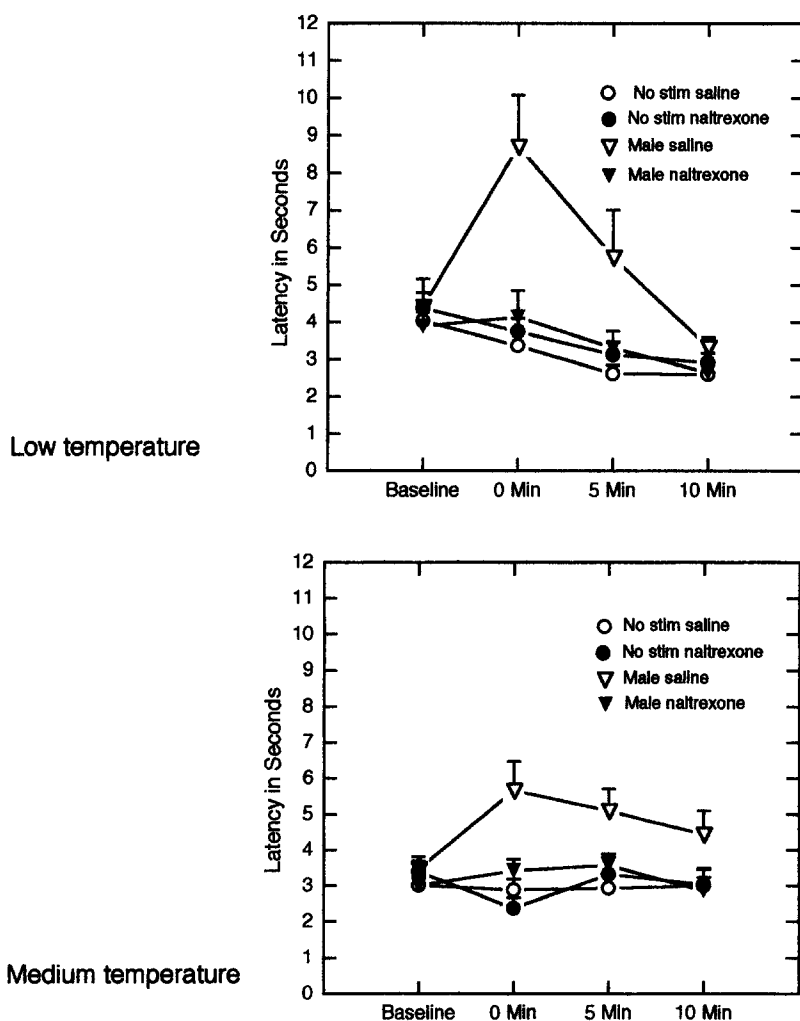 12
11
10
9
8
7
6
5
4
3
2
1
0
Latency in Seconds
No stim saline
No stim naltrexone
Male saline
Male naltrexone
Low temperature
Baseline 0 Min 5 Min 10 Min
12
11
10
9
8
7
6
5
4
3
2
1
0
Latency in Seconds
No stim saline
No stim naltrexone
Male saline
Male naltrexone
Medium temperature
Baseline 0 Min 5 Min 10 Min